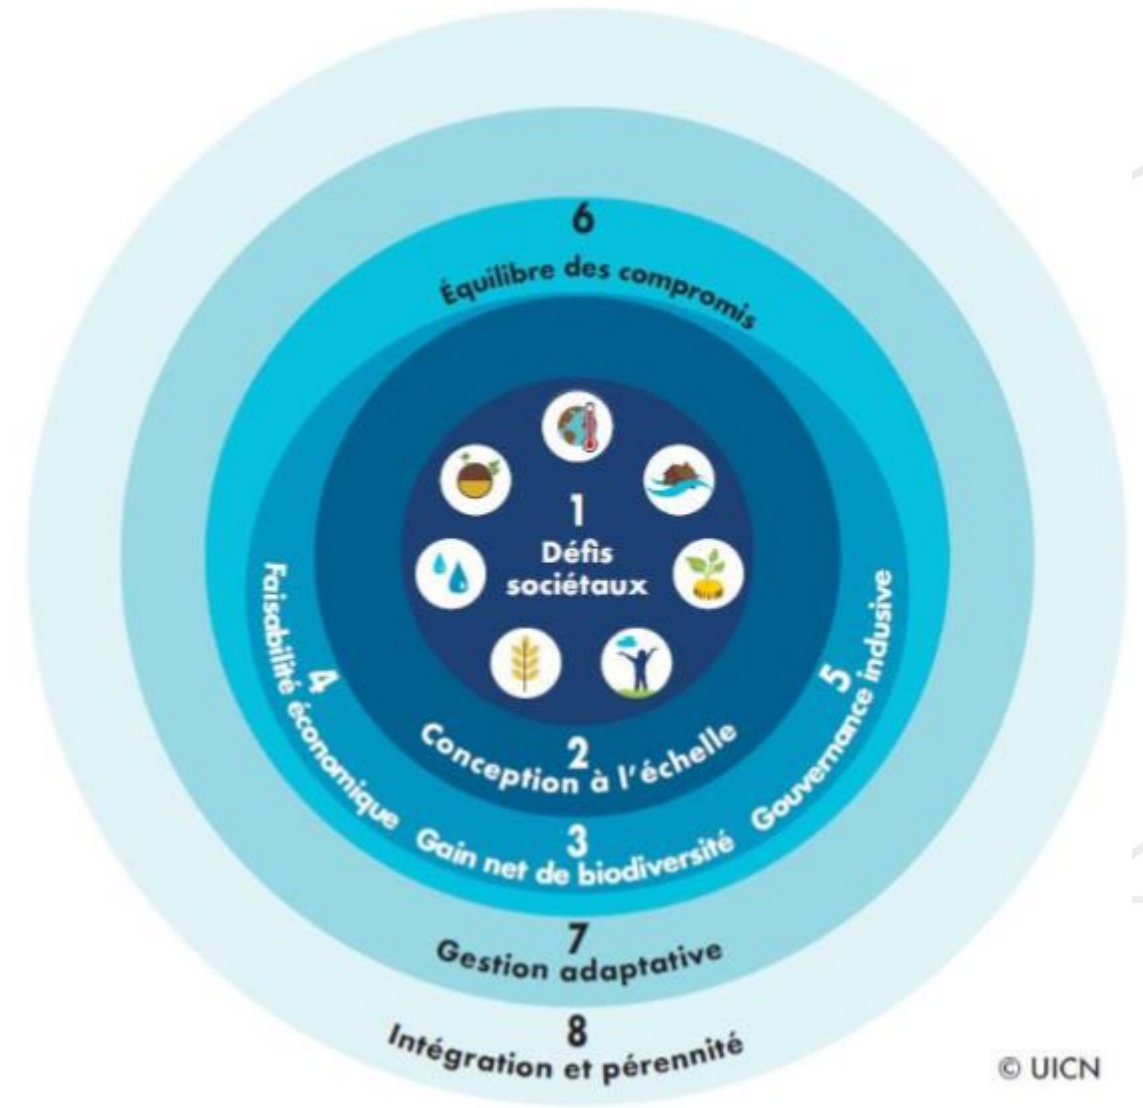 6
Équilibre des compromis
1
Défis
sociétaux
4
Faisabilité économique
5
Gouvernance indusive
2
Conception à l'échelle
3
Gain net de biodiversité
7
Gestion adaptative
8
Intégration et pérennité
© UICN